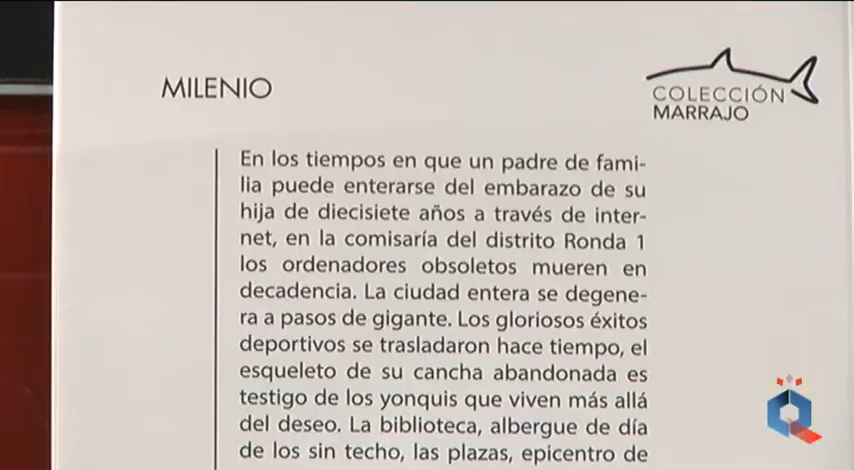 MILENIO
COLECCIÓN
MARRAJO
En los tiempos en que un padre de fami-
lia puede enterarse del embarazo de su
hija de diecisiete años a través de inter-
net, en la comisaría del distrito Ronda 1
los ordenadores obsoletos mueren en
decadencia. La ciudad entera se degene-
ra a pasos de gigante. Los gloriosos éxitos
deportivos se trasladaron hace tiempo, el
esqueleto de su cancha abandonada es
testigo de los yonquis que viven más allá
del deseo. La biblioteca, albergue de día
de los sin techo, las plazas, epicentro de